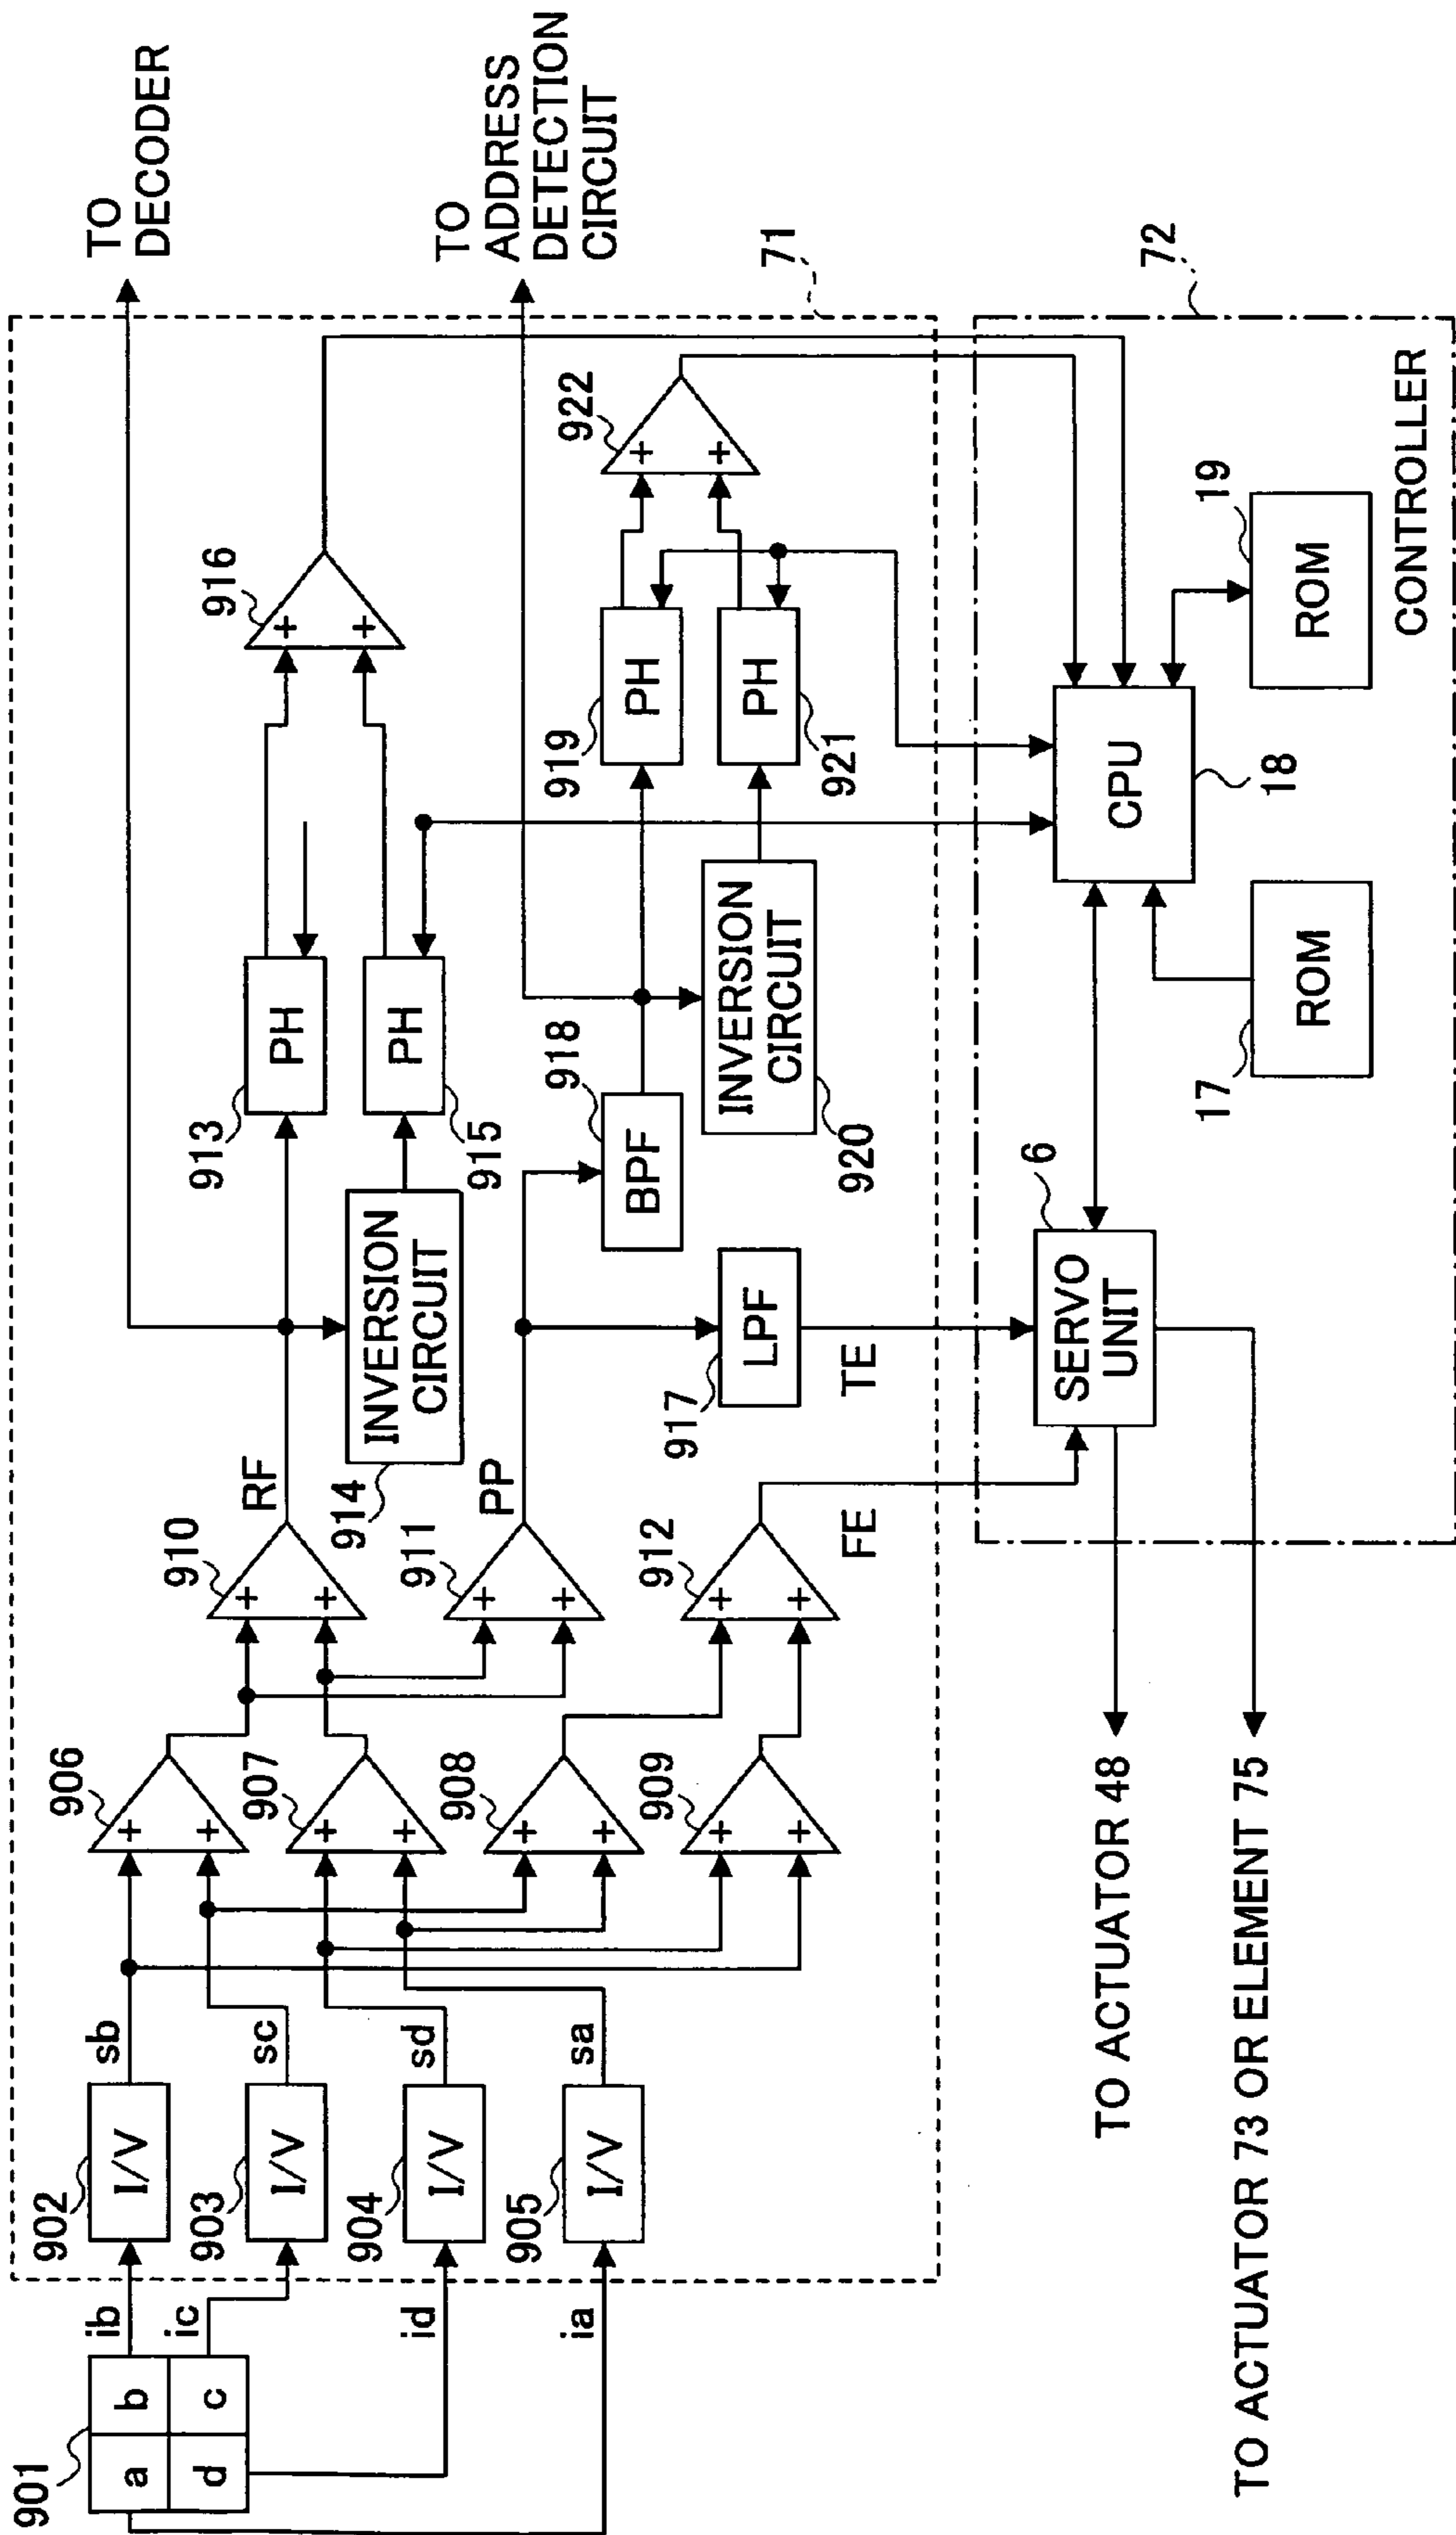 901
a
b
d
c
ib
ic
id
ia
902
I/V
903
I/V
904
I/V
905
I/V
sb
sc
sd
sa
906
+
+
907
+
+
908
+
+
909
+
+
910
+
+
RF
911
+
+
PP
912
+
+
FE
914
INVERSION
CIRCUIT
913
PH
915
PH
916
+
+
917
LPF
TE
918
BPF
920
INVERSION
CIRCUIT
919
PH
921
PH
922
+
+
TO
DECODER
TO
ADDRESS
DETECTION
CIRCUIT
71
72
6
SERVO
UNIT
17
ROM
CPU
18
19
ROM
CONTROLLER
TO ACTUATOR 48
TO ACTUATOR 73 OR ELEMENT 75